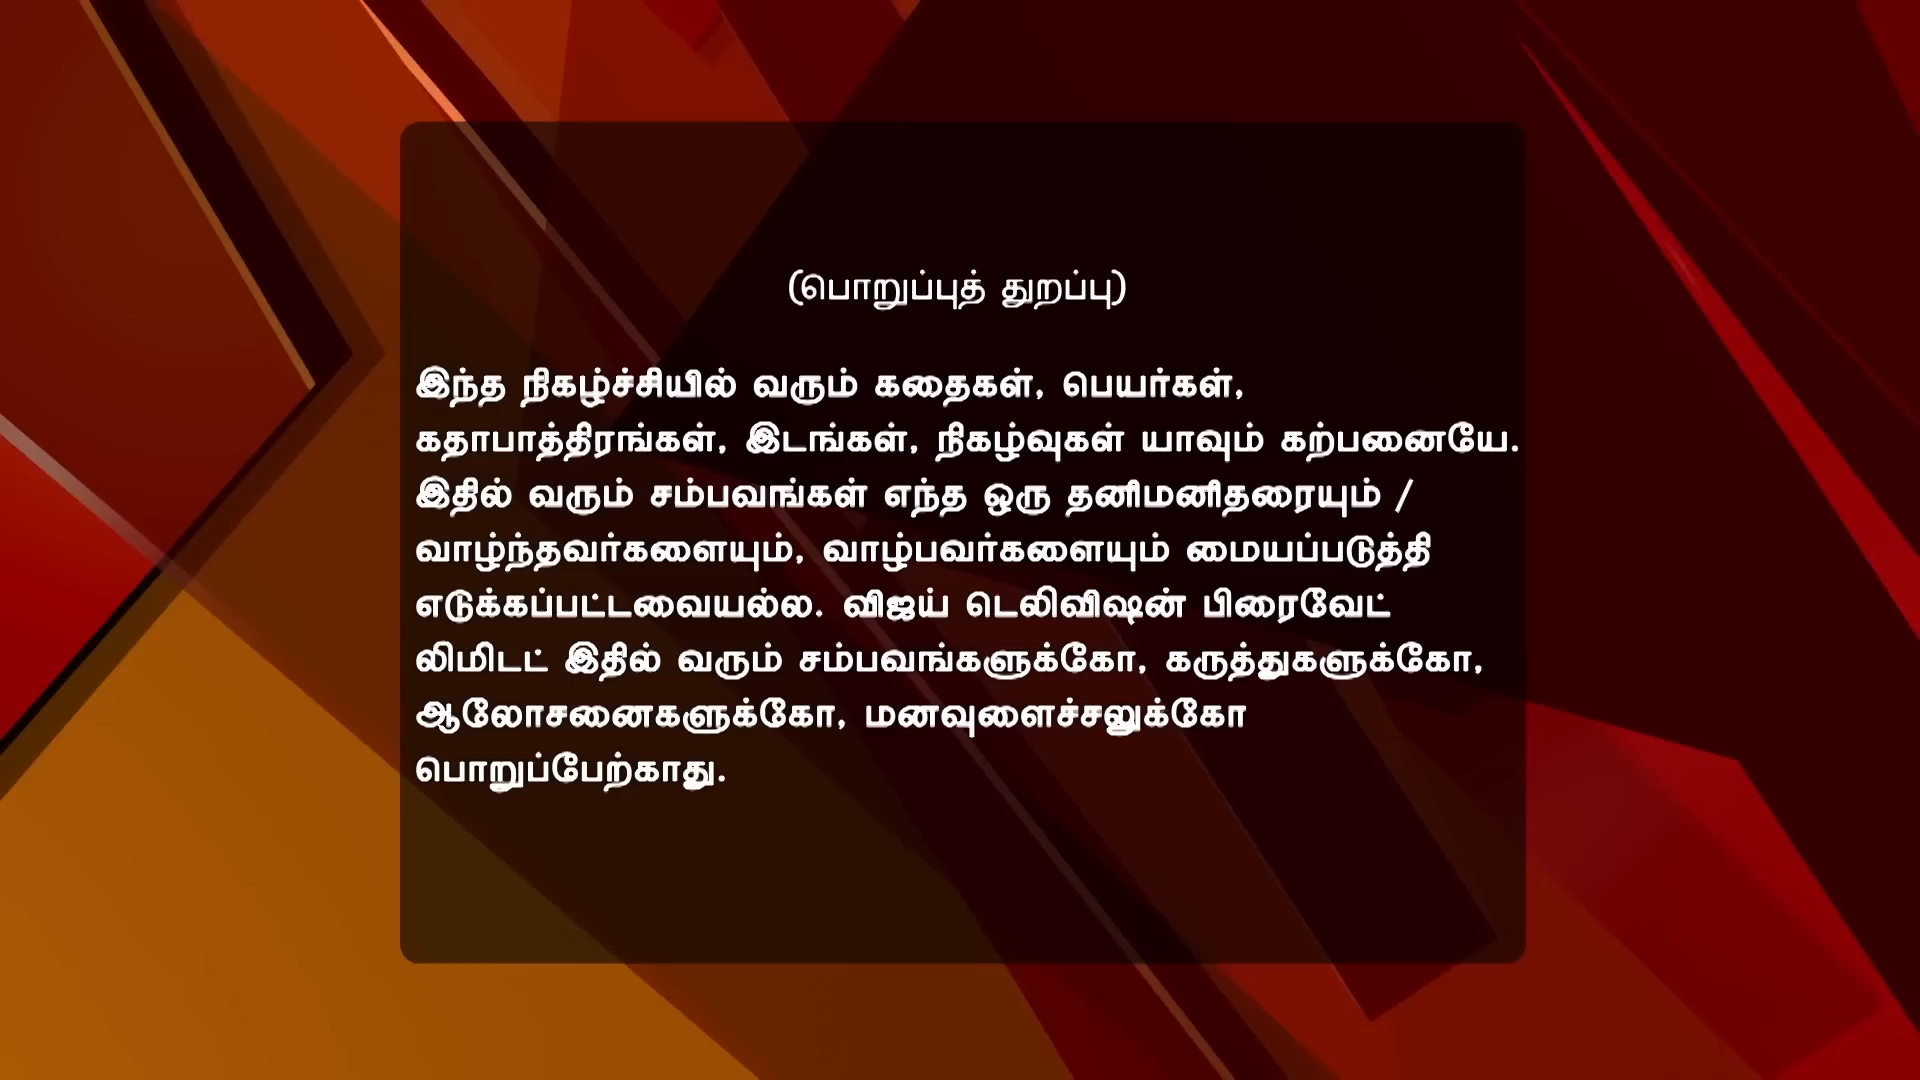 (பொறுப்புத் துறப்பு)
இந்த நிகழ்ச்சியில் வரும் கதைகள், பெயர்கள்,
கதாபாத்திரங்கள், இடங்கள், நிகழ்வுகள் யாவும் கற்பனையே.
இதில் வரும் சம்பவங்கள் எந்த ஒரு தனிமனிதரையும் /
வாழ்ந்தவர்களையும், வாழ்பவர்களையும் மையப்படுத்தி
எடுக்கப்பட்டவையல்ல. விஜய் டெலிவிஷன் பிரைவேட்
லிமிடட் இதில் வரும் சம்பவங்களுக்கோ, கருத்துகளுக்கோ,
ஆலோசனைகளுக்கோ, மனவுளைச்சலுக்கோ
பொறுப்பேற்காது.